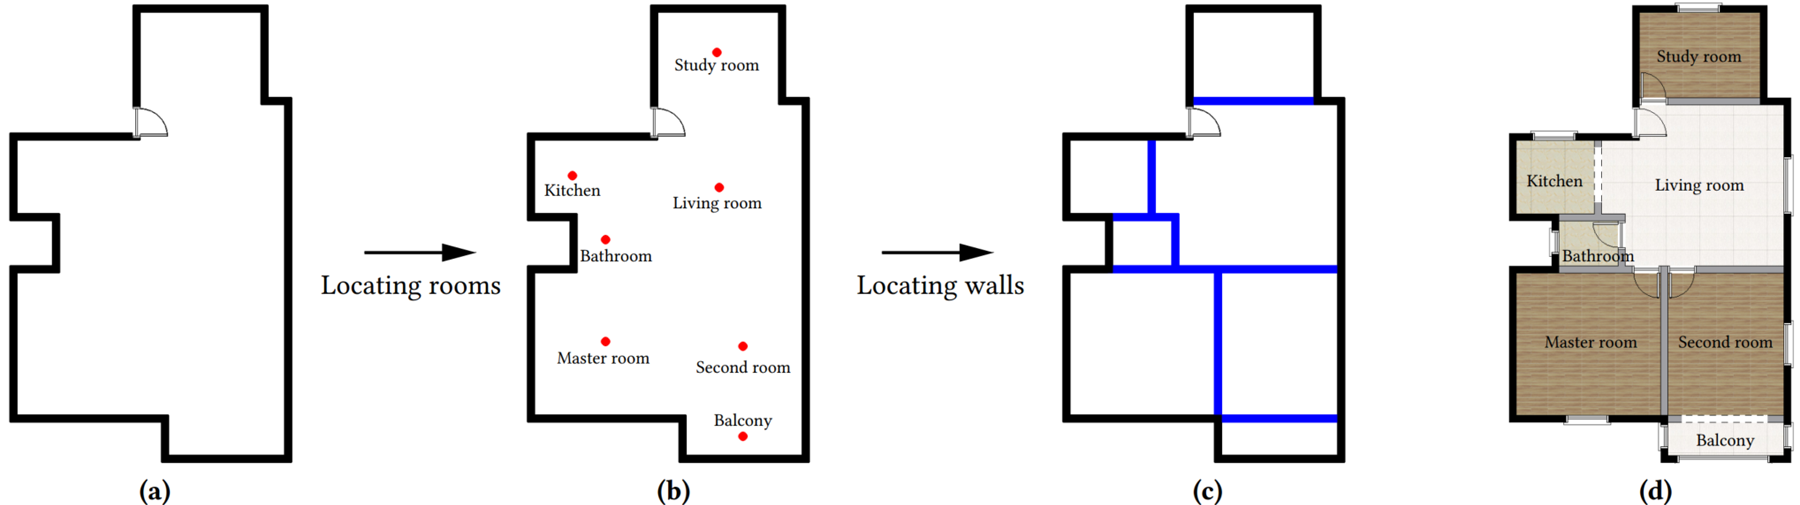 Study room
Kitchen
Living room
Bathroom
Master room
Second room
Balcony
Locating rooms
Locating walls
Study room
Kitchen
Living room
Bathroom
Master room
Second room
Balcony
(a)
(b)
(c)
(d)